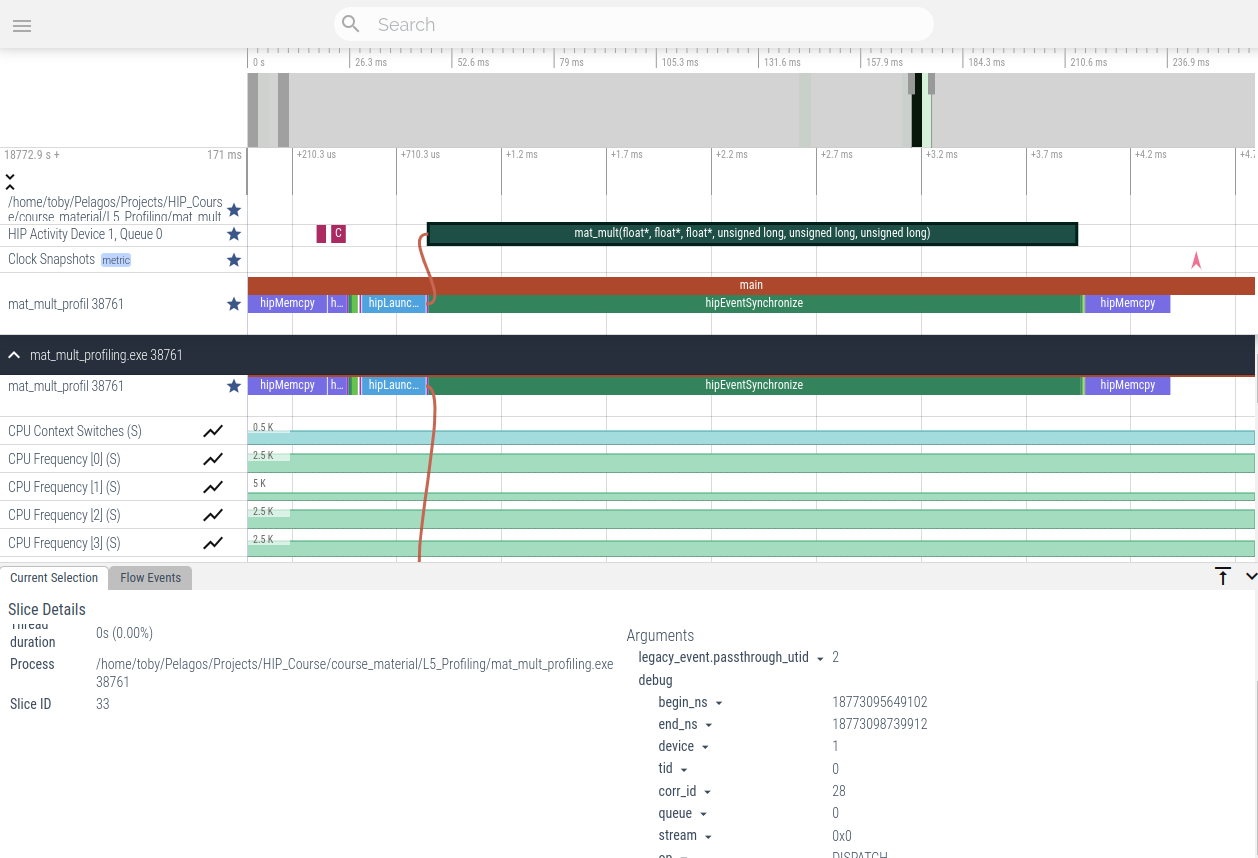 Search
0 s 26.3 ms 52.6 ms 79 ms 105.3 ms 131.6 ms 157.9 ms 184.3 ms 210.6 ms 236.9 ms
18772.9 s + 171 ms +210.3 us +710.3 us +1.2 ms +1.7 ms +2.2 ms +2.7 ms +3.2 ms +3.7 ms +4.2 ms +4.7
/home/toby/Pelagos/Projects/HIP_Cours
e/course_material/L5_Profiling/mat_mult
HIP Activity Device 1, Queue 0 C mat_mult(float*, float*, float*, unsigned long, unsigned long, unsigned long)
Clock Snapshots metric
main
mat_mult_profil 38761 hipMemcpy h... hipLaunc... hipEventSynchronize hipMemcpy
mat_mult_profiling.exe 38761
mat_mult_profil 38761 hipMemcpy h... hipLaunc... hipEventSynchronize hipMemcpy
CPU Context Switches (S) 0.5 K
CPU Frequency [0] (S) 2.5 K
CPU Frequency [1] (S) 5 K
CPU Frequency [2] (S) 2.5 K
CPU Frequency [3] (S) 2.5 K
Current Selection Flow Events
Slice Details
Thread
duration 0s (0.00%)
Process /home/toby/Pelagos/Projects/HIP_Course/course_material/L5_Profiling/mat_mult_profiling.exe
38761
Slice ID 33
Arguments
legacy_event.passthrough_utid 2
debug
begin_ns 18773095649102
end_ns 18773098739912
device 1
tid 0
corr_id 28
queue 0
stream 0x0
op DISPATCH